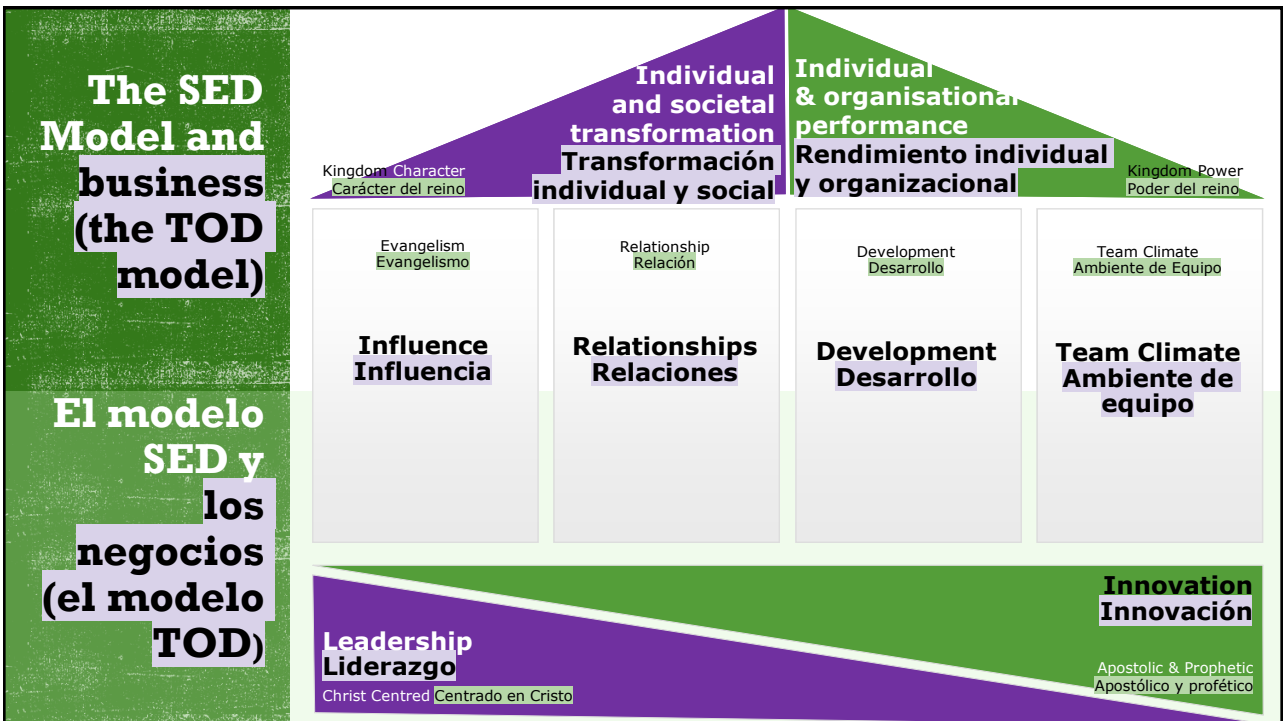 The SED
Model and
business
(the TOD
model)
El modelo
SED y
los
negocios
(el modelo
TOD)
Individual
and societal
transformation
Transformación
individual y social
Kingdom Character
Carácter del reino
Individual
& organisational
performance
Rendimiento individual
y organizacional
Kingdom Power
Poder del reino
Evangelism
Evangelismo
Influence
Influencia
Relationship
Relación
Relationships
Relaciones
Development
Desarrollo
Development
Desarrollo
Team Climate
Ambiente de Equipo
Team Climate
Ambiente de
equipo
Leadership
Liderazgo
Christ Centred Centrado en Cristo
Innovation
Innovación
Apostolic & Prophetic
Apostólico y profético